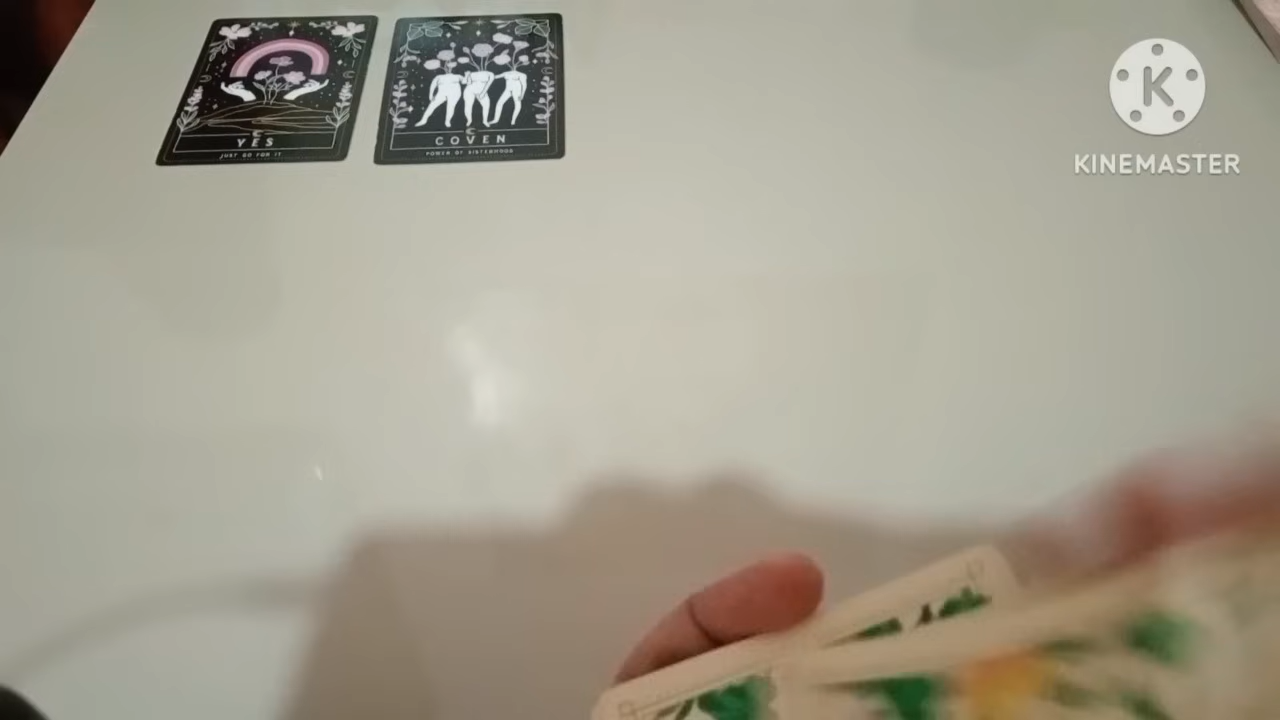 YES
JUST GO FOR IT
COVEN
POWER OF SISTERHOOD
K
KINEMASTER